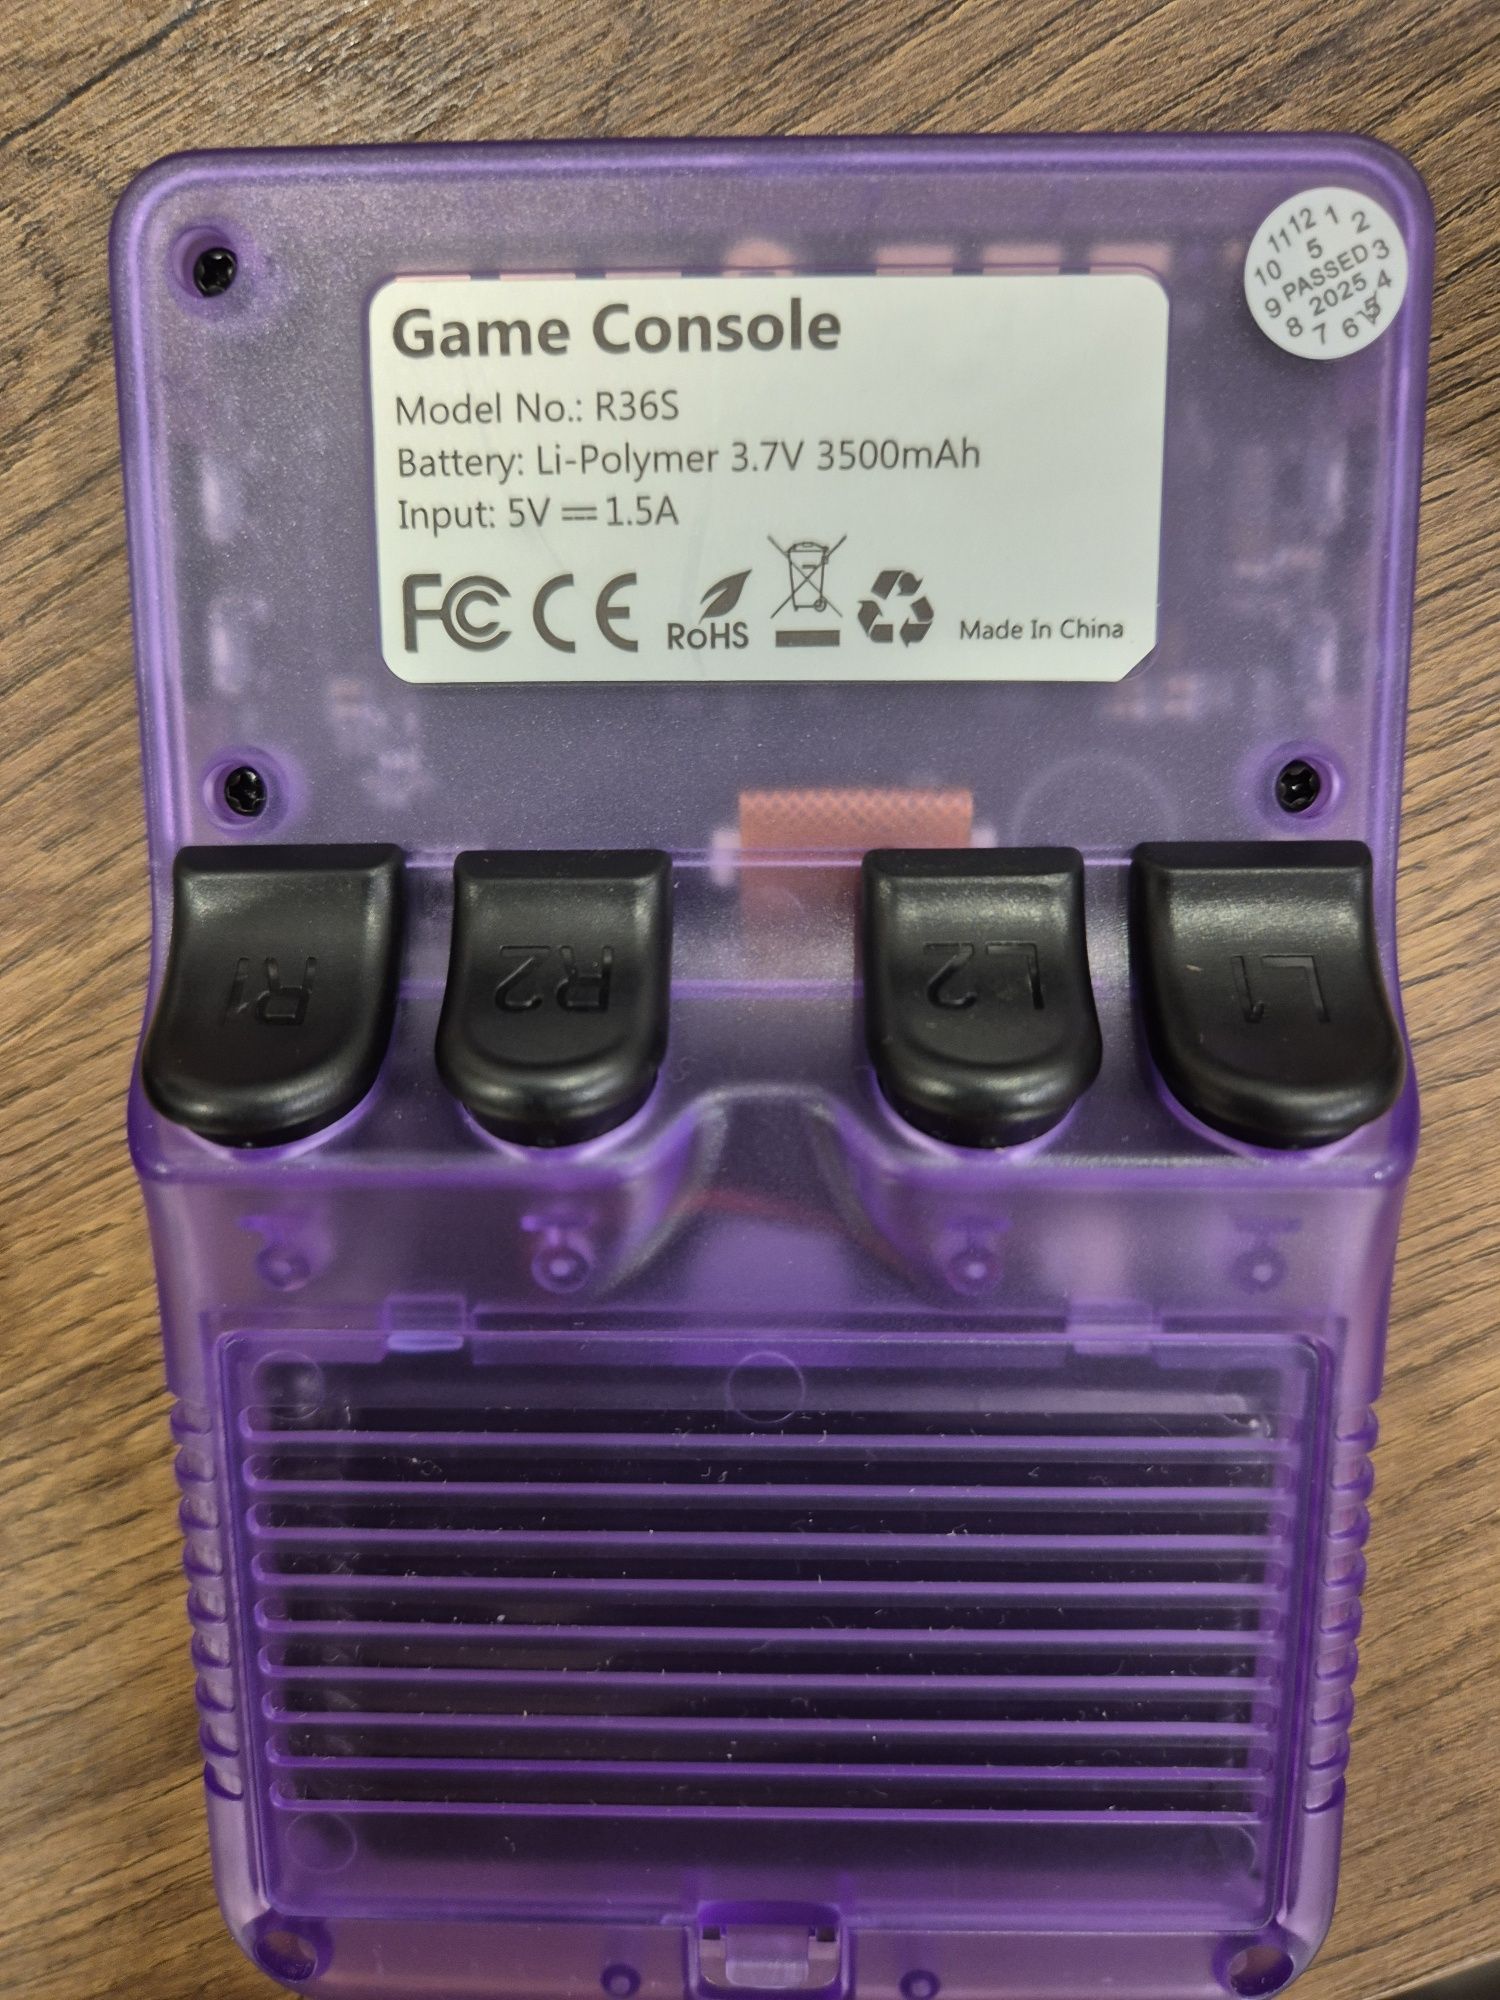 Game Console
Model No.: R36S
Battery: Li-Polymer 3.7V 3500mAh
Input: 5V ⎓ 1.5A
FC CE RoHS Made In China
11 12 1 2
10 5 3
9 PASSED 4
2025
8 7 6 5
R1 R2 L2 L1